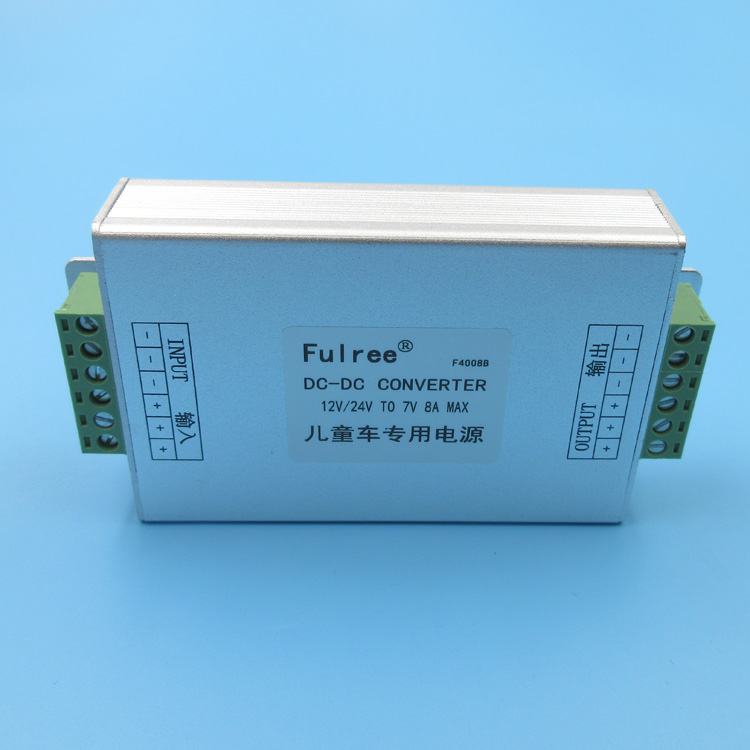 - - - + + +
INPUT 输入
Fulree®
F4008B
DC-DC CONVERTER
12V/24V TO 7V 8A MAX
儿童车专用电源
OUTPUT 输出
- - - + + +